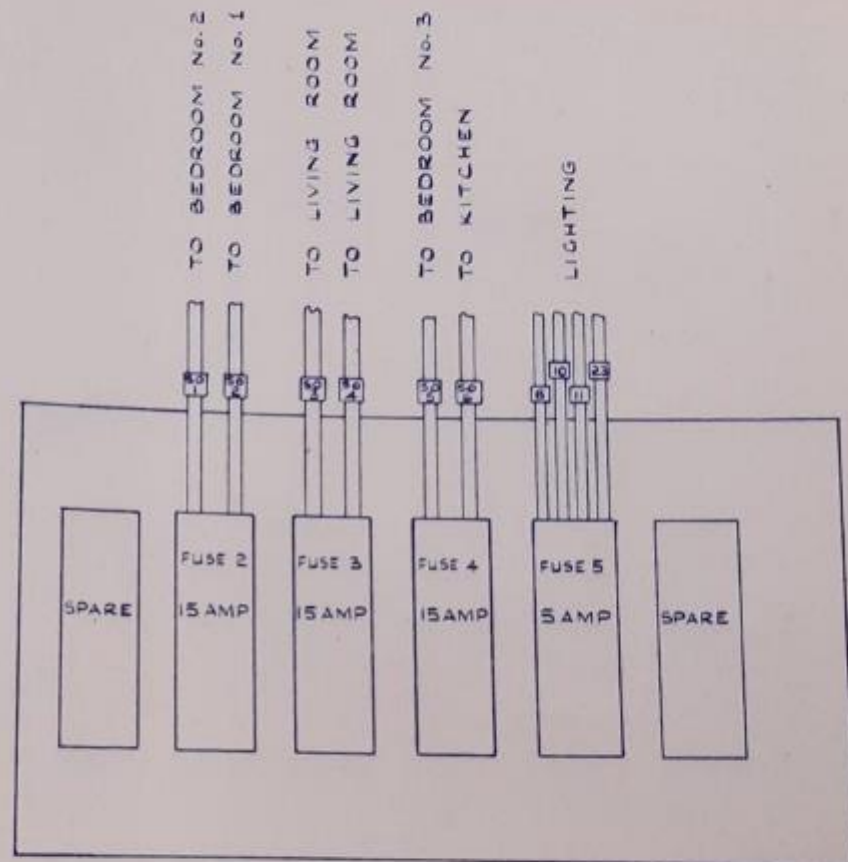 TO BEDROOM No. 2
TO BEDROOM No. 1
TO LIVING ROOM
TO LIVING ROOM
TO BEDROOM No. 3
TO KITCHEN
LIGHTING
10
11
23
SPARE
FUSE 2
15 AMP
FUSE 3
15 AMP
FUSE 4
15 AMP
FUSE 5
5 AMP
SPARE